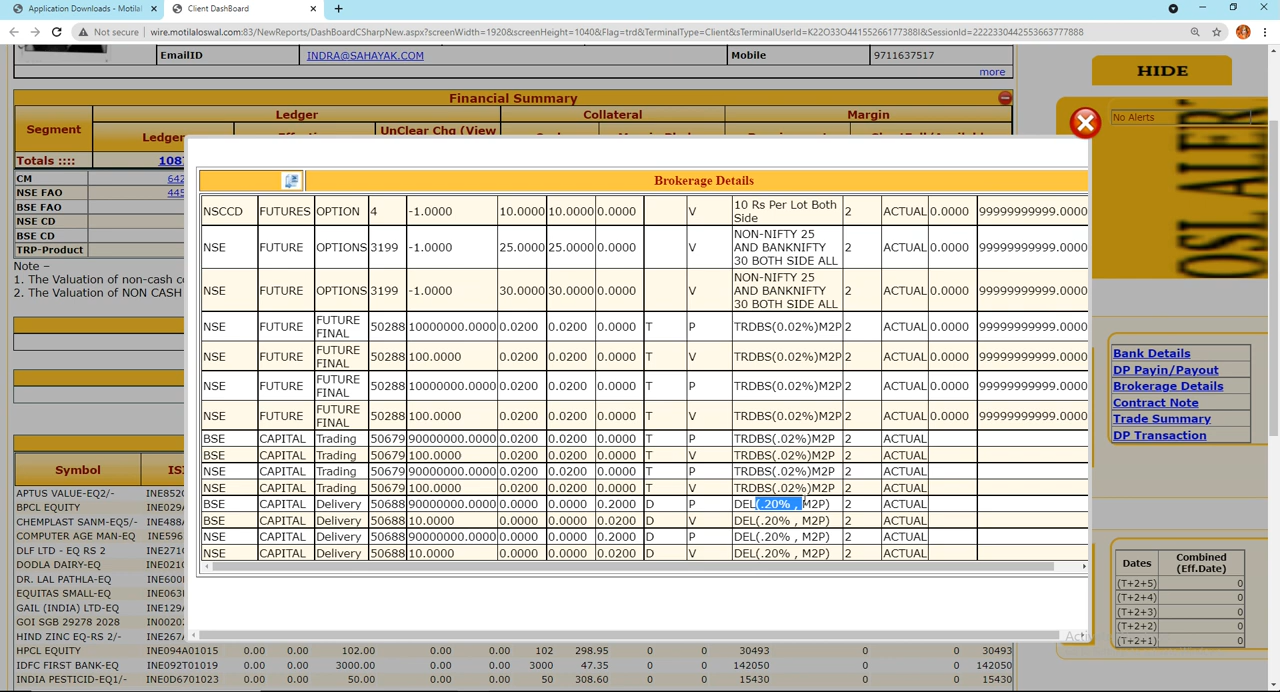 Application Downloads - Motilal
Client DashBoard
Not secure | wire.motilaloswal.com:83/NewReports/DashBoardCSharpNew.aspx?screenWidth=1920&screenHeight=1040&Flag=trd&TerminalType=Client&sTerminalUserId=K22O33O44155266177388I&SessionId=2222330442553663777888
EmailID INDRA@SAHAYAK.COM Mobile 9711637517
more
HIDE
No Alerts
Financial Summary
Segment Ledger Collateral Margin
Ledger UnClear Chg (View
Totals ::::
CM
NSE FAO
BSE FAO
NSE CD
BSE CD
TRP-Product
Note –
1. The Valuation of non-cash
2. The Valuation of NON CASH
Brokerage Details
NSCCD FUTURES OPTION 4 -1.0000 10.0000 10.0000 0.0000 V 10 Rs Per Lot Both Side 2 ACTUAL 0.0000 99999999999.0000
NSE FUTURE OPTIONS 3199 -1.0000 25.0000 25.0000 0.0000 V NON-NIFTY 25 AND BANKNIFTY 30 BOTH SIDE ALL 2 ACTUAL 0.0000 99999999999.0000
NSE FUTURE OPTIONS 3199 -1.0000 30.0000 30.0000 0.0000 V NON-NIFTY 25 AND BANKNIFTY 30 BOTH SIDE ALL 2 ACTUAL 0.0000 99999999999.0000
NSE FUTURE FUTURE FINAL 50288 10000000.0000 0.0200 0.0200 0.0000 T P TRDBS(0.02%)M2P 2 ACTUAL 0.0000 99999999999.0000
NSE FUTURE FUTURE FINAL 50288 100.0000 0.0200 0.0200 0.0000 T V TRDBS(0.02%)M2P 2 ACTUAL 0.0000 99999999999.0000
NSE FUTURE FUTURE FINAL 50288 10000000.0000 0.0200 0.0200 0.0000 T P TRDBS(0.02%)M2P 2 ACTUAL 0.0000 99999999999.0000
NSE FUTURE FUTURE FINAL 50288 100.0000 0.0200 0.0200 0.0000 T V TRDBS(0.02%)M2P 2 ACTUAL 0.0000 99999999999.0000
BSE CAPITAL Trading 50679 90000000.0000 0.0200 0.0200 0.0000 T P TRDBS(.02%)M2P 2 ACTUAL
BSE CAPITAL Trading 50679 100.0000 0.0200 0.0200 0.0000 T V TRDBS(.02%)M2P 2 ACTUAL
NSE CAPITAL Trading 50679 90000000.0000 0.0200 0.0200 0.0000 T P TRDBS(.02%)M2P 2 ACTUAL
NSE CAPITAL Trading 50679 100.0000 0.0200 0.0200 0.0000 T V TRDBS(.02%)M2P 2 ACTUAL
BSE CAPITAL Delivery 50688 90000000.0000 0.0000 0.0000 0.2000 D P DEL(.20% , M2P) 2 ACTUAL
BSE CAPITAL Delivery 50688 10.0000 0.0000 0.0000 0.0200 D V DEL(.20% , M2P) 2 ACTUAL
NSE CAPITAL Delivery 50688 90000000.0000 0.0000 0.0000 0.2000 D P DEL(.20% , M2P) 2 ACTUAL
NSE CAPITAL Delivery 50688 10.0000 0.0000 0.0000 0.0200 D V DEL(.20% , M2P) 2 ACTUAL
OSL ALER
Bank Details
DP Payin/Payout
Brokerage Details
Contract Note
Trade Summary
DP Transaction
Dates Combined (Eff.Date)
(T+2+5) 0
(T+2+4) 0
(T+2+3) 0
(T+2+2) 0
(T+2+1) 0
Symbol
APTUS VALUE-EQ2/-
BPCL EQUITY
CHEMPLAST SANM-EQ5/-
COMPUTER AGE MAN-EQ
DLF LTD - EQ RS 2
DODLA DAIRY-EQ
DR. LAL PATHLA-EQ
EQUITAS SMALL-EQ
GAIL (INDIA) LTD-EQ
GOI SGB 29278 2028
HIND ZINC EQ-RS 2/-
HPCL EQUITY INE094A01015 0.00 0.00 102.00 0.00 0.00 102 298.95 0 0 30493 0 30493
IDFC FIRST BANK-EQ INE092T01019 0.00 0.00 3000.00 0.00 0.00 3000 47.35 0 0 142050 0 142050
INDIA PESTICID-EQ1/- INE0D6701023 0.00 0.00 50.00 0.00 0.00 50 308.60 0 0 15430 0 15430